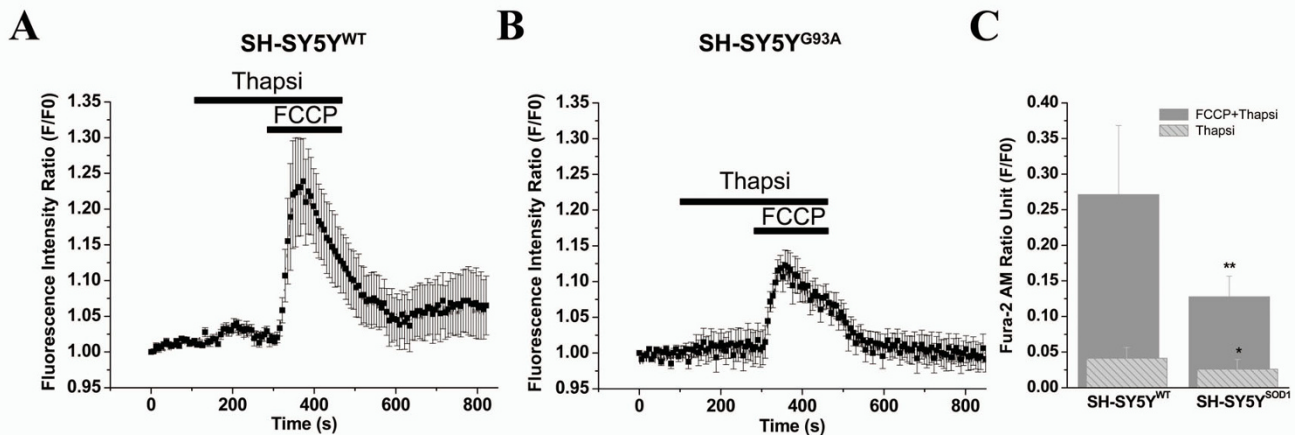 A
SH-SY5Y^WT
Thapsi
FCCP
Fluorescence Intensity Ratio (F/F0)
1.35
1.30
1.25
1.20
1.15
1.10
1.05
1.00
0.95
0 200 400 600 800
Time (s)
B
SH-SY5Y^G93A
Thapsi
FCCP
Fluorescence Intensity Ratio (F/F0)
1.35
1.30
1.25
1.20
1.15
1.10
1.05
1.00
0.95
0 200 400 600 800
Time (s)
C
FCCP+Thapsi
Thapsi
Fura-2 AM Ratio Unit (F/F0)
0.40
0.35
0.30
0.25
0.20
0.15
0.10
0.05
0.00
**
*
SH-SY5Y^WT SH-SY5Y^SOD1